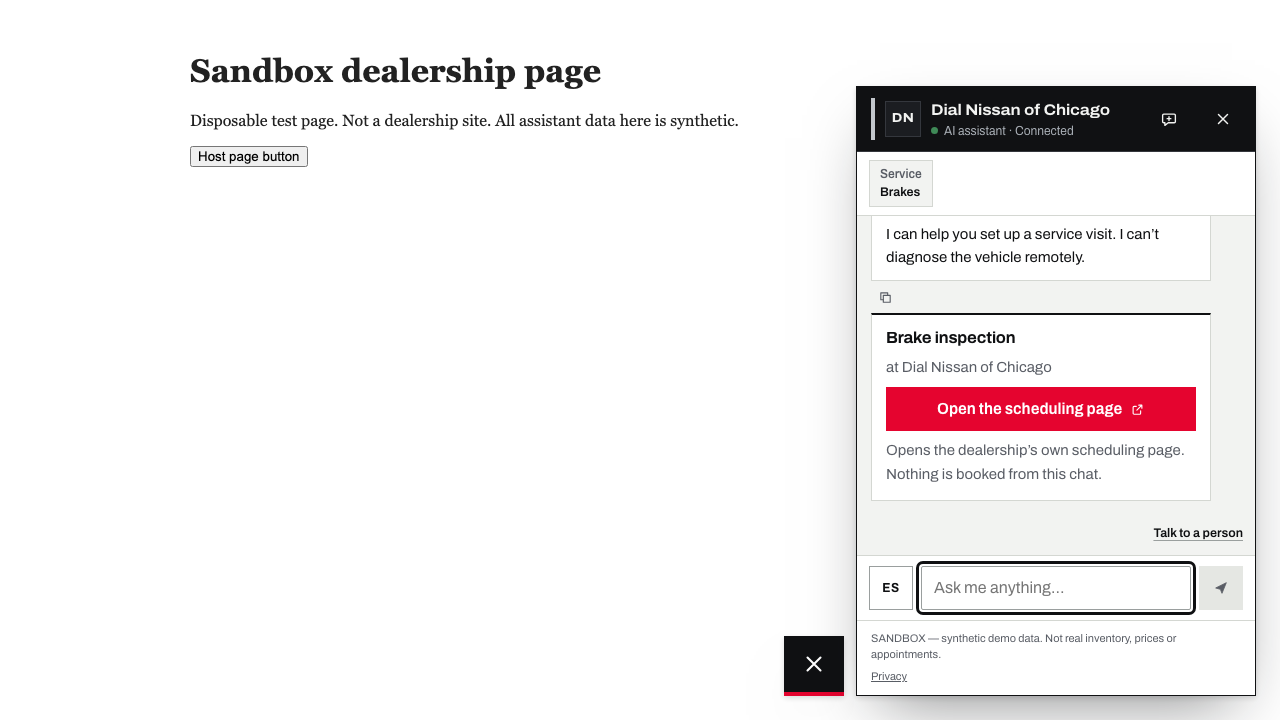 Sandbox dealership page
Disposable test page. Not a dealership site. All assistant data here is synthetic.
Host page button
DN
Dial Nissan of Chicago
AI assistant · Connected
Service
Brakes
I can help you set up a service visit. I can’t
diagnose the vehicle remotely.
Brake inspection
at Dial Nissan of Chicago
Open the scheduling page
Opens the dealership’s own scheduling page.
Nothing is booked from this chat.
Talk to a person
ES
Ask me anything…
SANDBOX — synthetic demo data. Not real inventory, prices or
appointments.
Privacy